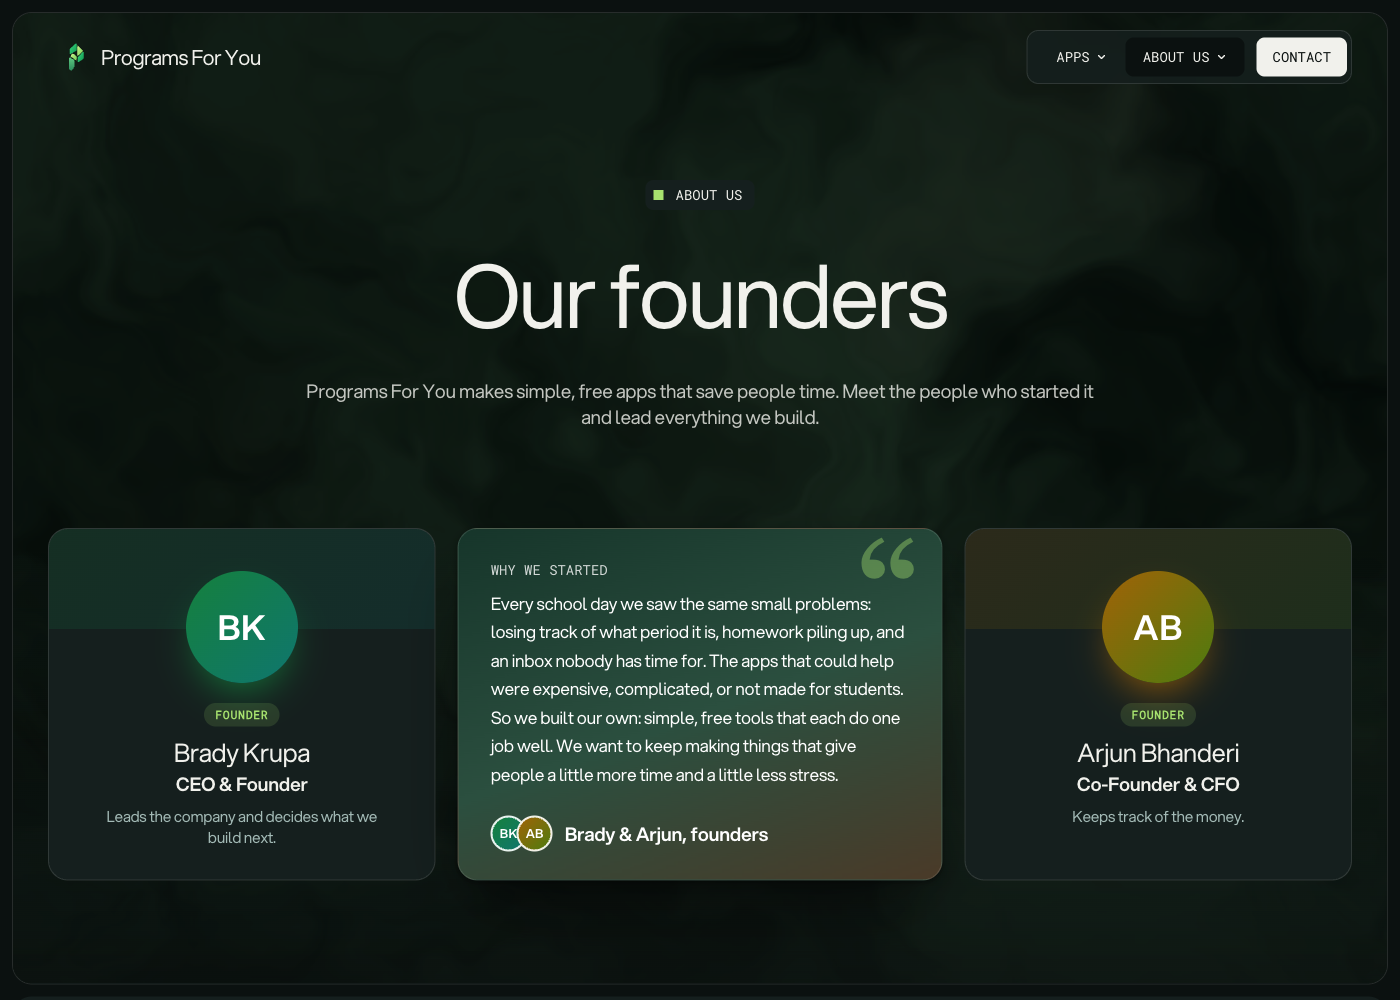 Programs For You
APPS
ABOUT US
CONTACT
ABOUT US
Our founders
Programs For You makes simple, free apps that save people time. Meet the people who started it
and lead everything we build.
BK
FOUNDER
Brady Krupa
CEO & Founder
Leads the company and decides what we
build next.
“
WHY WE STARTED
Every school day we saw the same small problems:
losing track of what period it is, homework piling up, and
an inbox nobody has time for. The apps that could help
were expensive, complicated, or not made for students.
So we built our own: simple, free tools that each do one
job well. We want to keep making things that give
people a little more time and a little less stress.
BK AB Brady & Arjun, founders
AB
FOUNDER
Arjun Bhanderi
Co-Founder & CFO
Keeps track of the money.